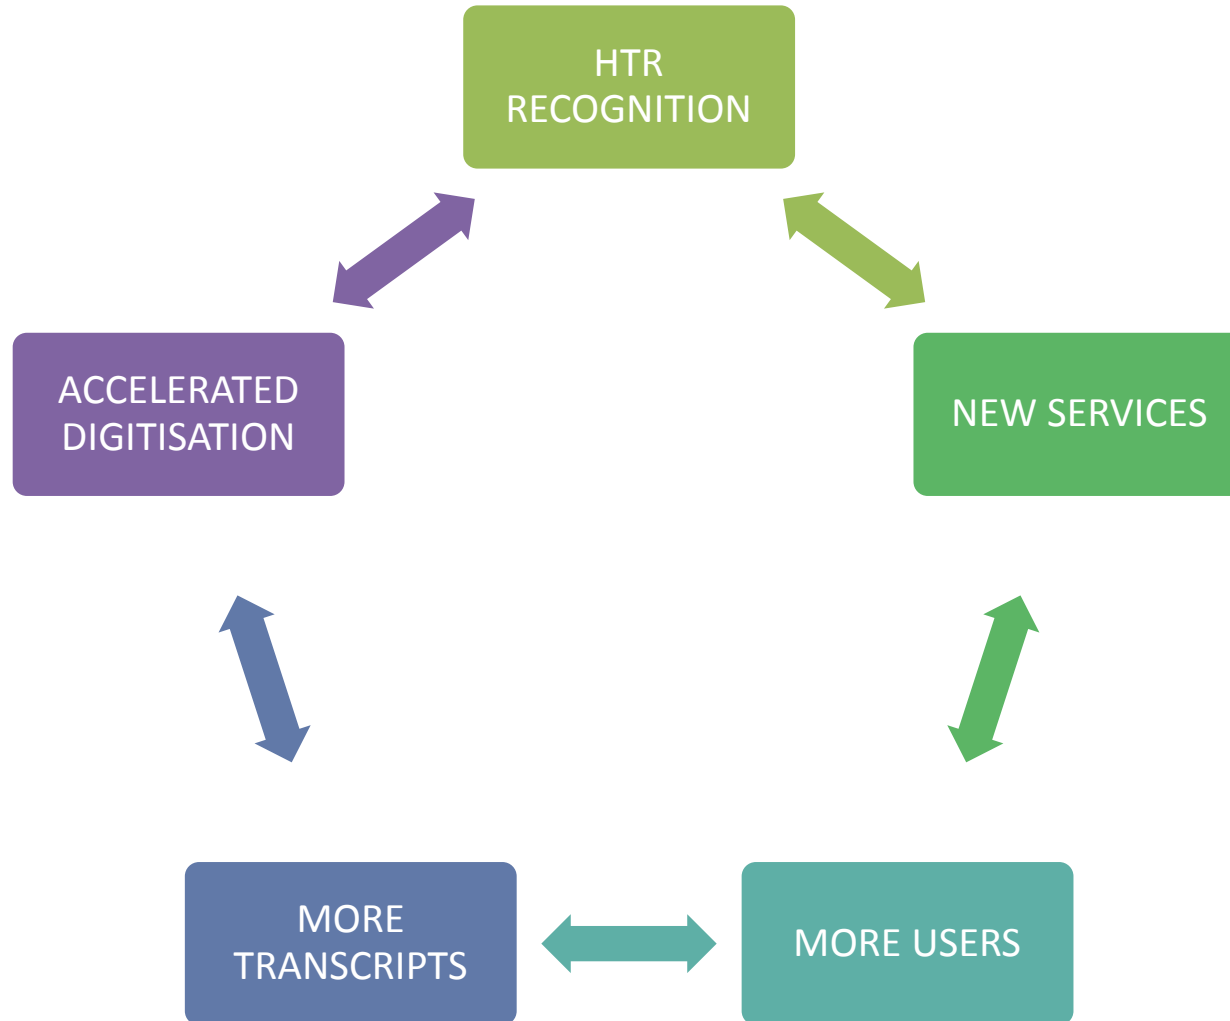 HTR
RECOGNITION
ACCELERATED
DIGITISATION
NEW SERVICES
MORE
TRANSCRIPTS
MORE USERS